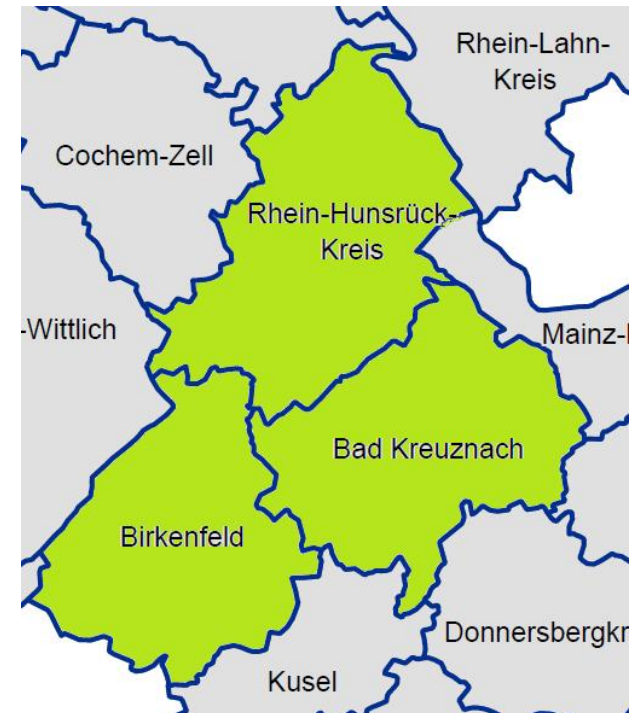 Rhein-Lahn-
Kreis
Cochem-Zell
Rhein-Hunsrück-
Kreis
-Wittlich
Mainz-
Bad Kreuznach
Birkenfeld
Donnersbergkr
Kusel